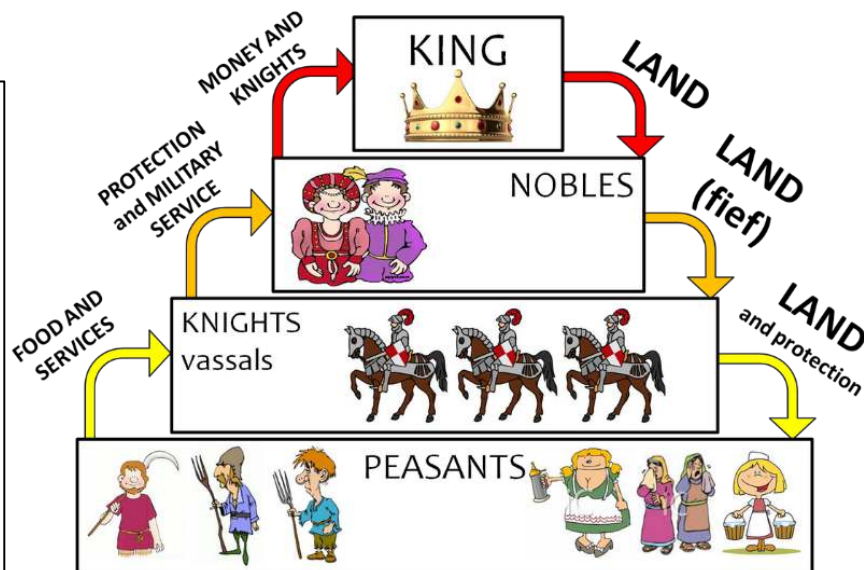 MONEY AND
KNIGHTS
KING
LAND
PROTECTION
and MILITARY
SERVICE
NOBLES
LAND
(fief)
FOOD AND
SERVICES
KNIGHTS
vassals
LAND
and protection
PEASANTS